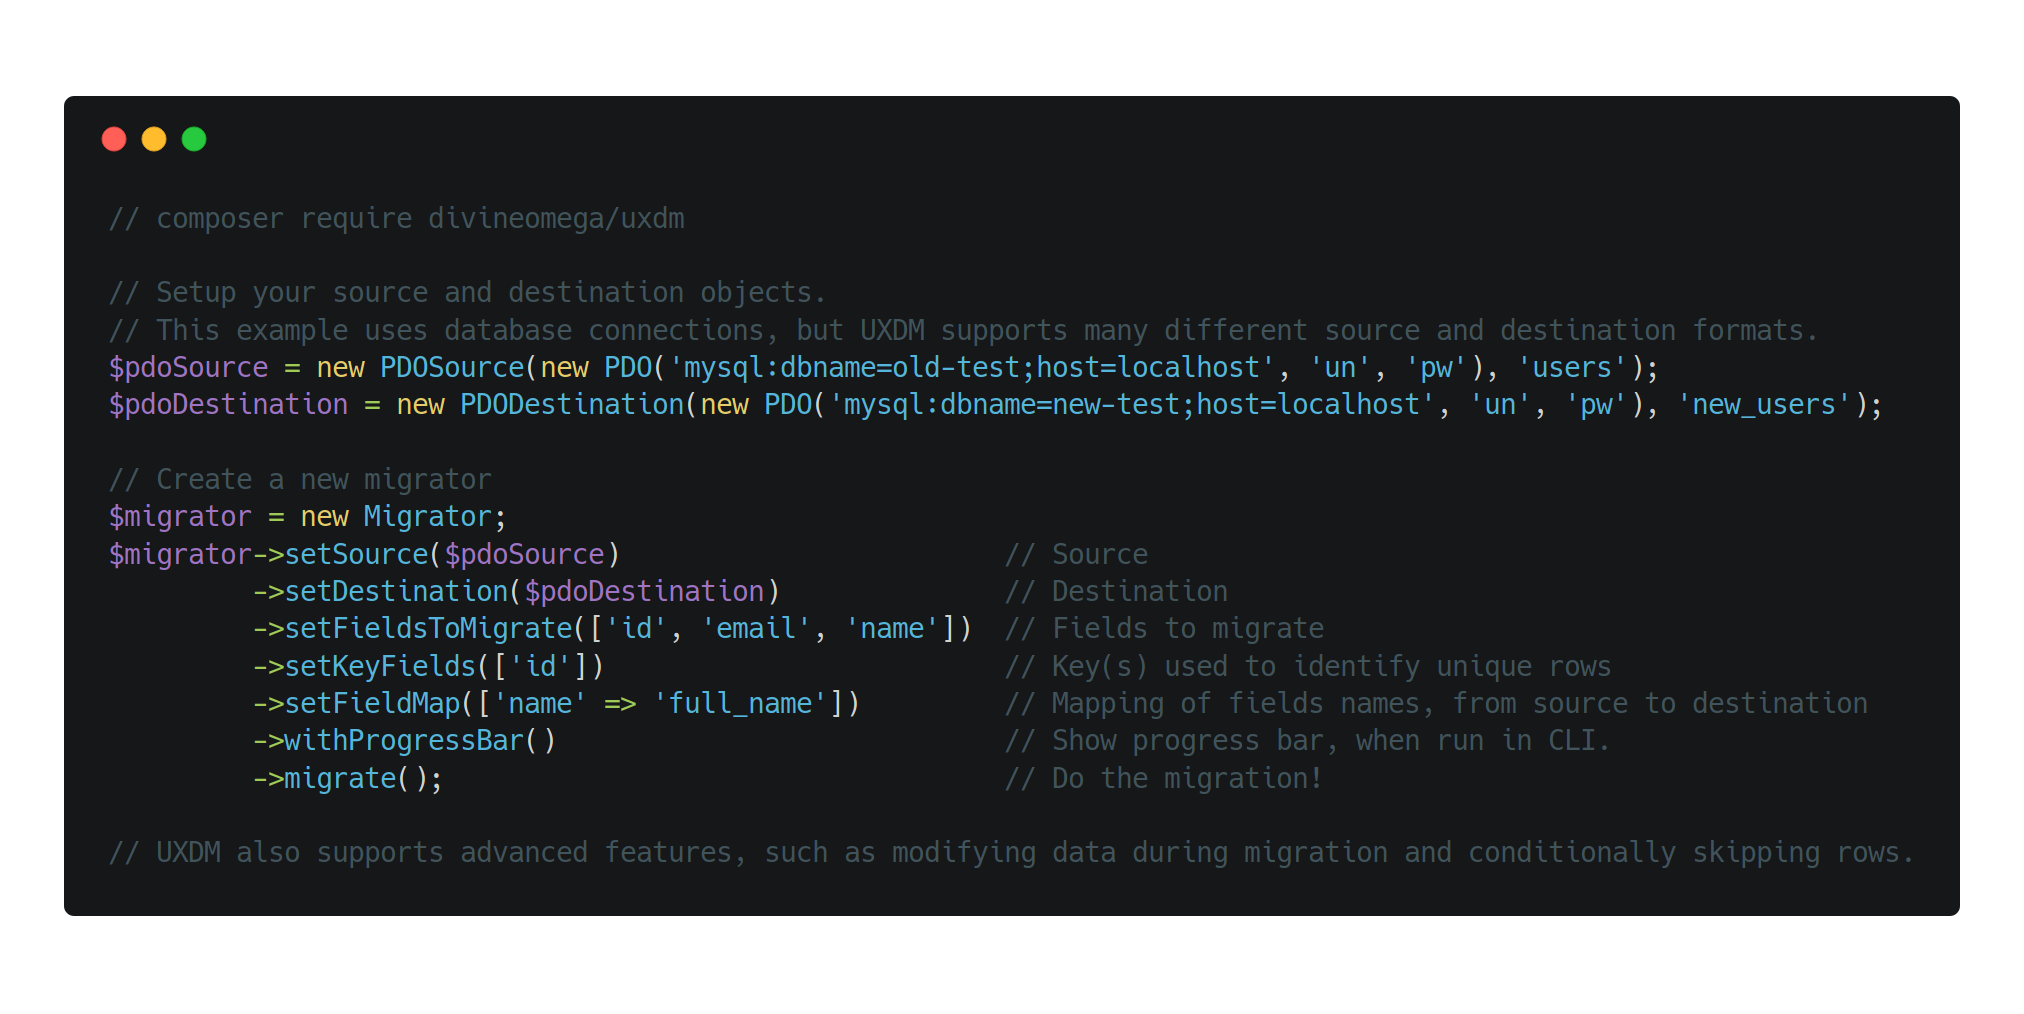 // composer require divineomega/uxdm
// Setup your source and destination objects.
// This example uses database connections, but UXDM supports many different source and destination formats.
$pdoSource = new PDOSource(new PDO('mysql:dbname=old-test;host=localhost', 'un', 'pw'), 'users');
$pdoDestination = new PDODestination(new PDO('mysql:dbname=new-test;host=localhost', 'un', 'pw'), 'new_users');
// Create a new migrator
$migrator = new Migrator;
$migrator->setSource($pdoSource)                        // Source
         ->setDestination($pdoDestination)              // Destination
         ->setFieldsToMigrate(['id', 'email', 'name'])  // Fields to migrate
         ->setKeyFields(['id'])                         // Key(s) used to identify unique rows
         ->setFieldMap(['name' => 'full_name'])         // Mapping of fields names, from source to destination
         ->withProgressBar()                            // Show progress bar, when run in CLI.
         ->migrate();                                   // Do the migration!
// UXDM also supports advanced features, such as modifying data during migration and conditionally skipping rows.